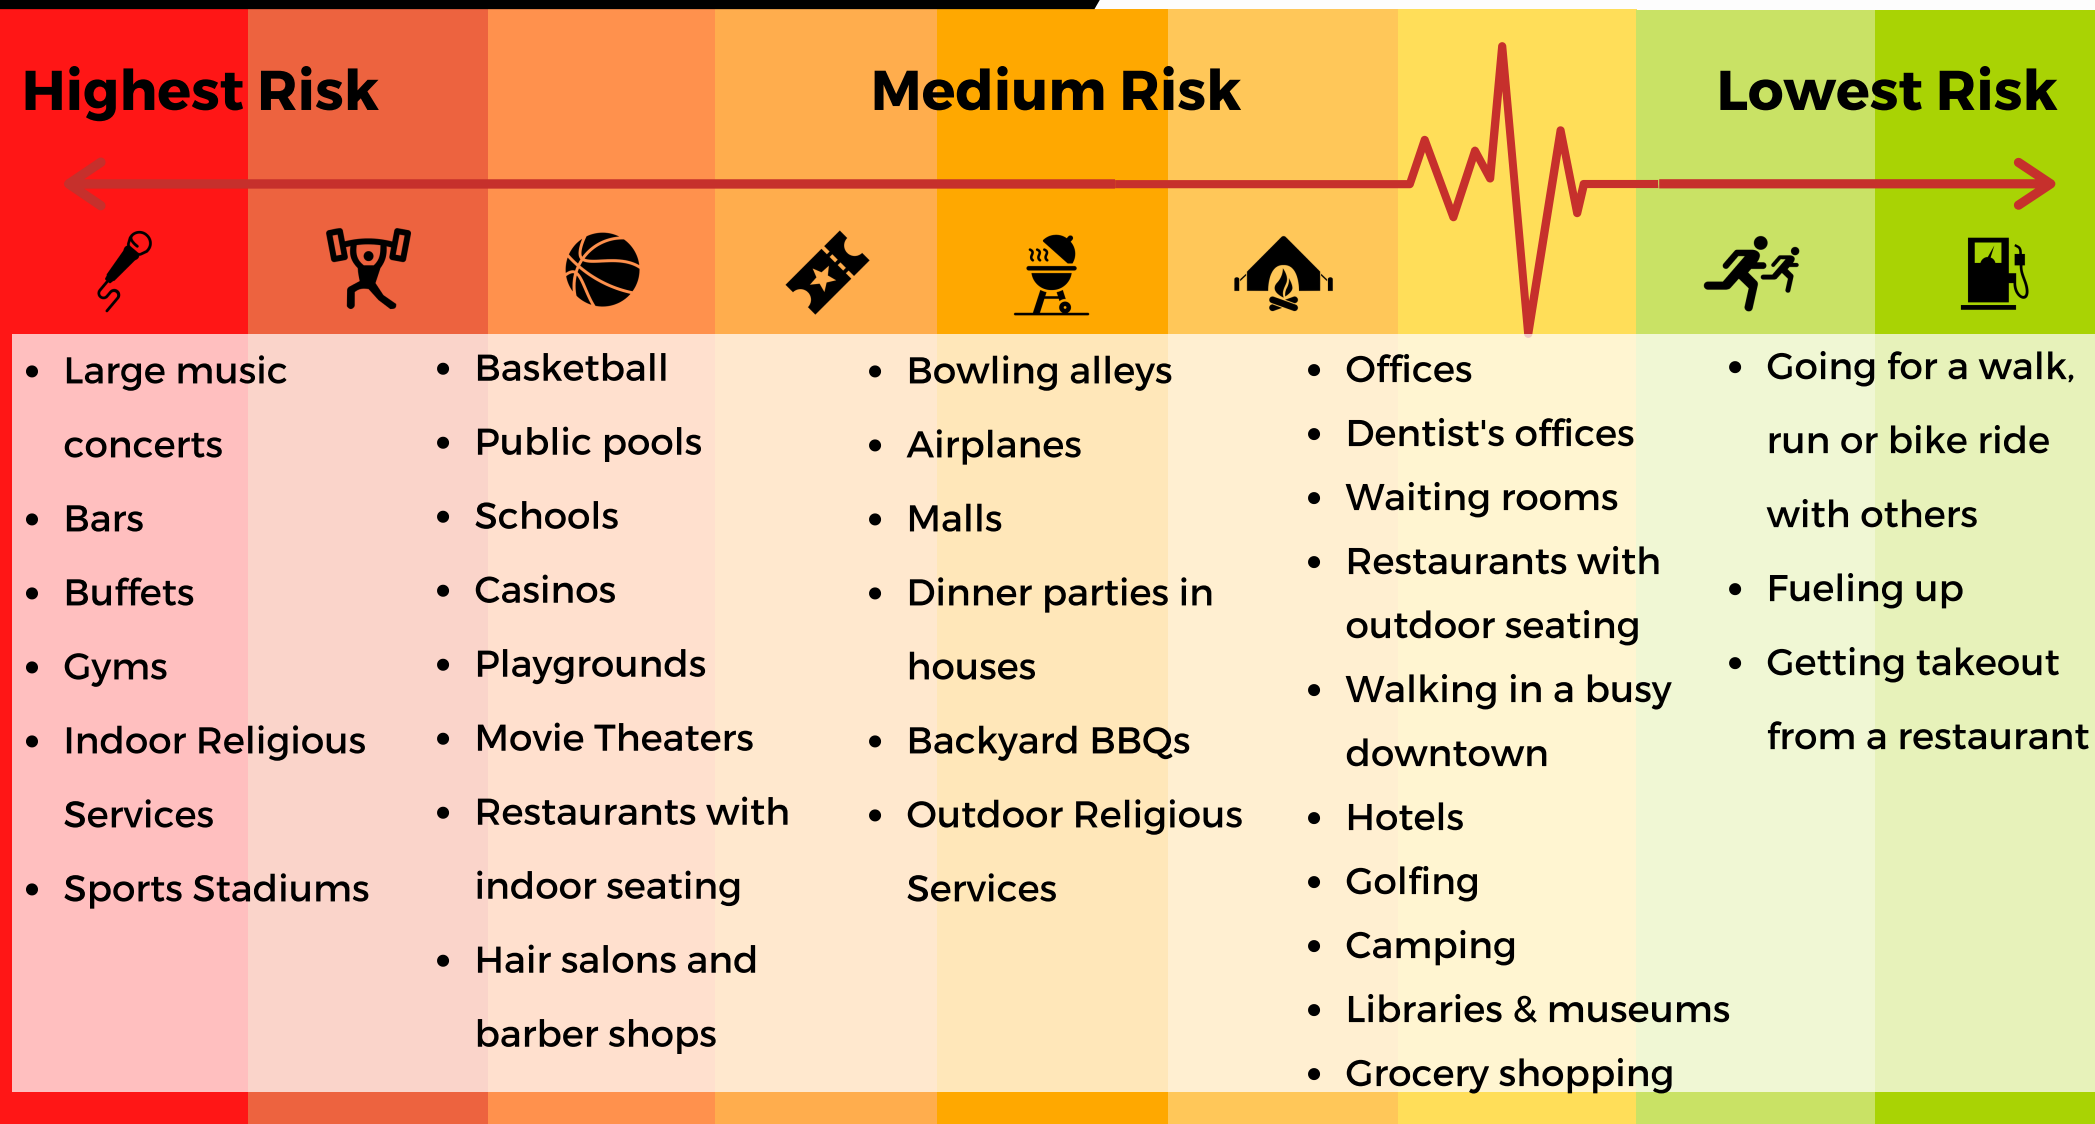 Highest Risk
Medium Risk
Lowest Risk
• Large music
concerts
• Bars
• Buffets
• Gyms
• Indoor Religious
Services
• Sports Stadiums
• Basketball
• Public pools
• Schools
• Casinos
• Playgrounds
• Movie Theaters
• Restaurants with
indoor seating
• Hair salons and
barber shops
• Bowling alleys
• Airplanes
• Malls
• Dinner parties in
houses
• Backyard BBQs
• Outdoor Religious
Services
• Offices
• Dentist's offices
• Waiting rooms
• Restaurants with
outdoor seating
• Walking in a busy
downtown
• Hotels
• Golfing
• Camping
• Libraries & museums
• Grocery shopping
• Going for a walk,
run or bike ride
with others
• Fueling up
• Getting takeout
from a restaurant